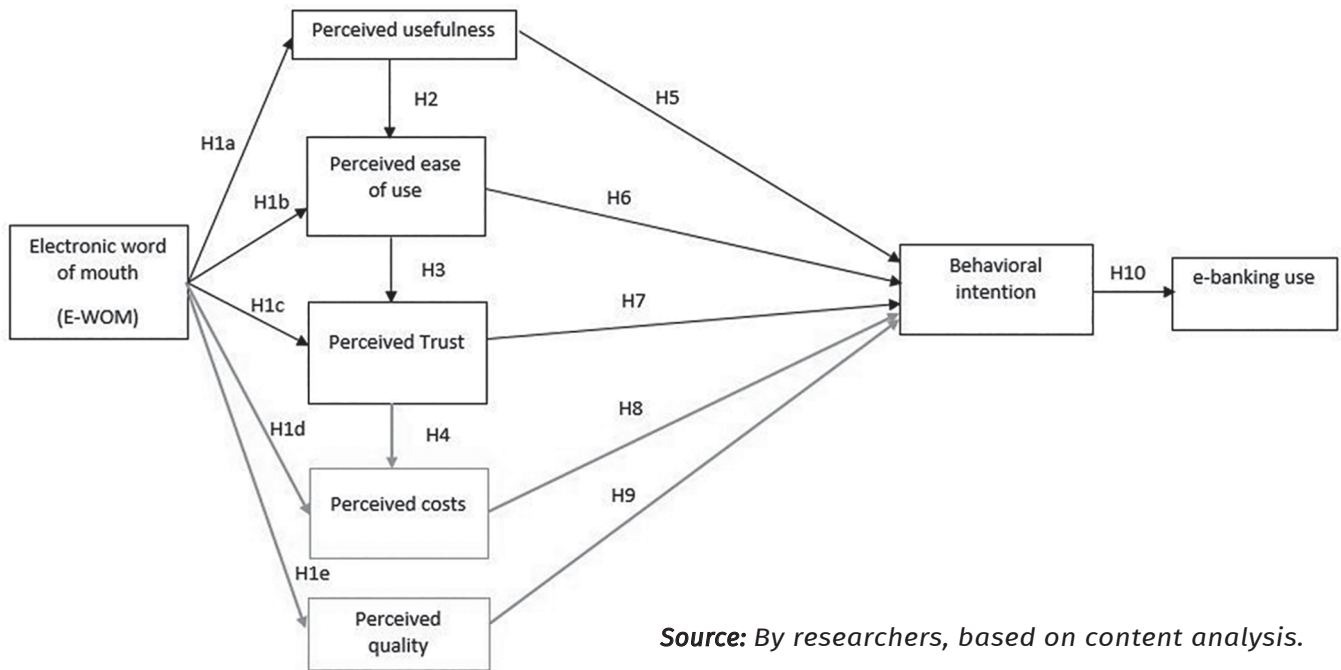 Perceived usefulness
H2
H5
H1a
Perceived ease
of use
H1b
H6
Electronic word
of mouth
(E-WOM)
H3
Behavioral
intention
H10
e-banking use
H1c
H7
Perceived Trust
H1d
H4
H8
Perceived costs
H9
H1e
Perceived
quality
Source: By researchers, based on content analysis.